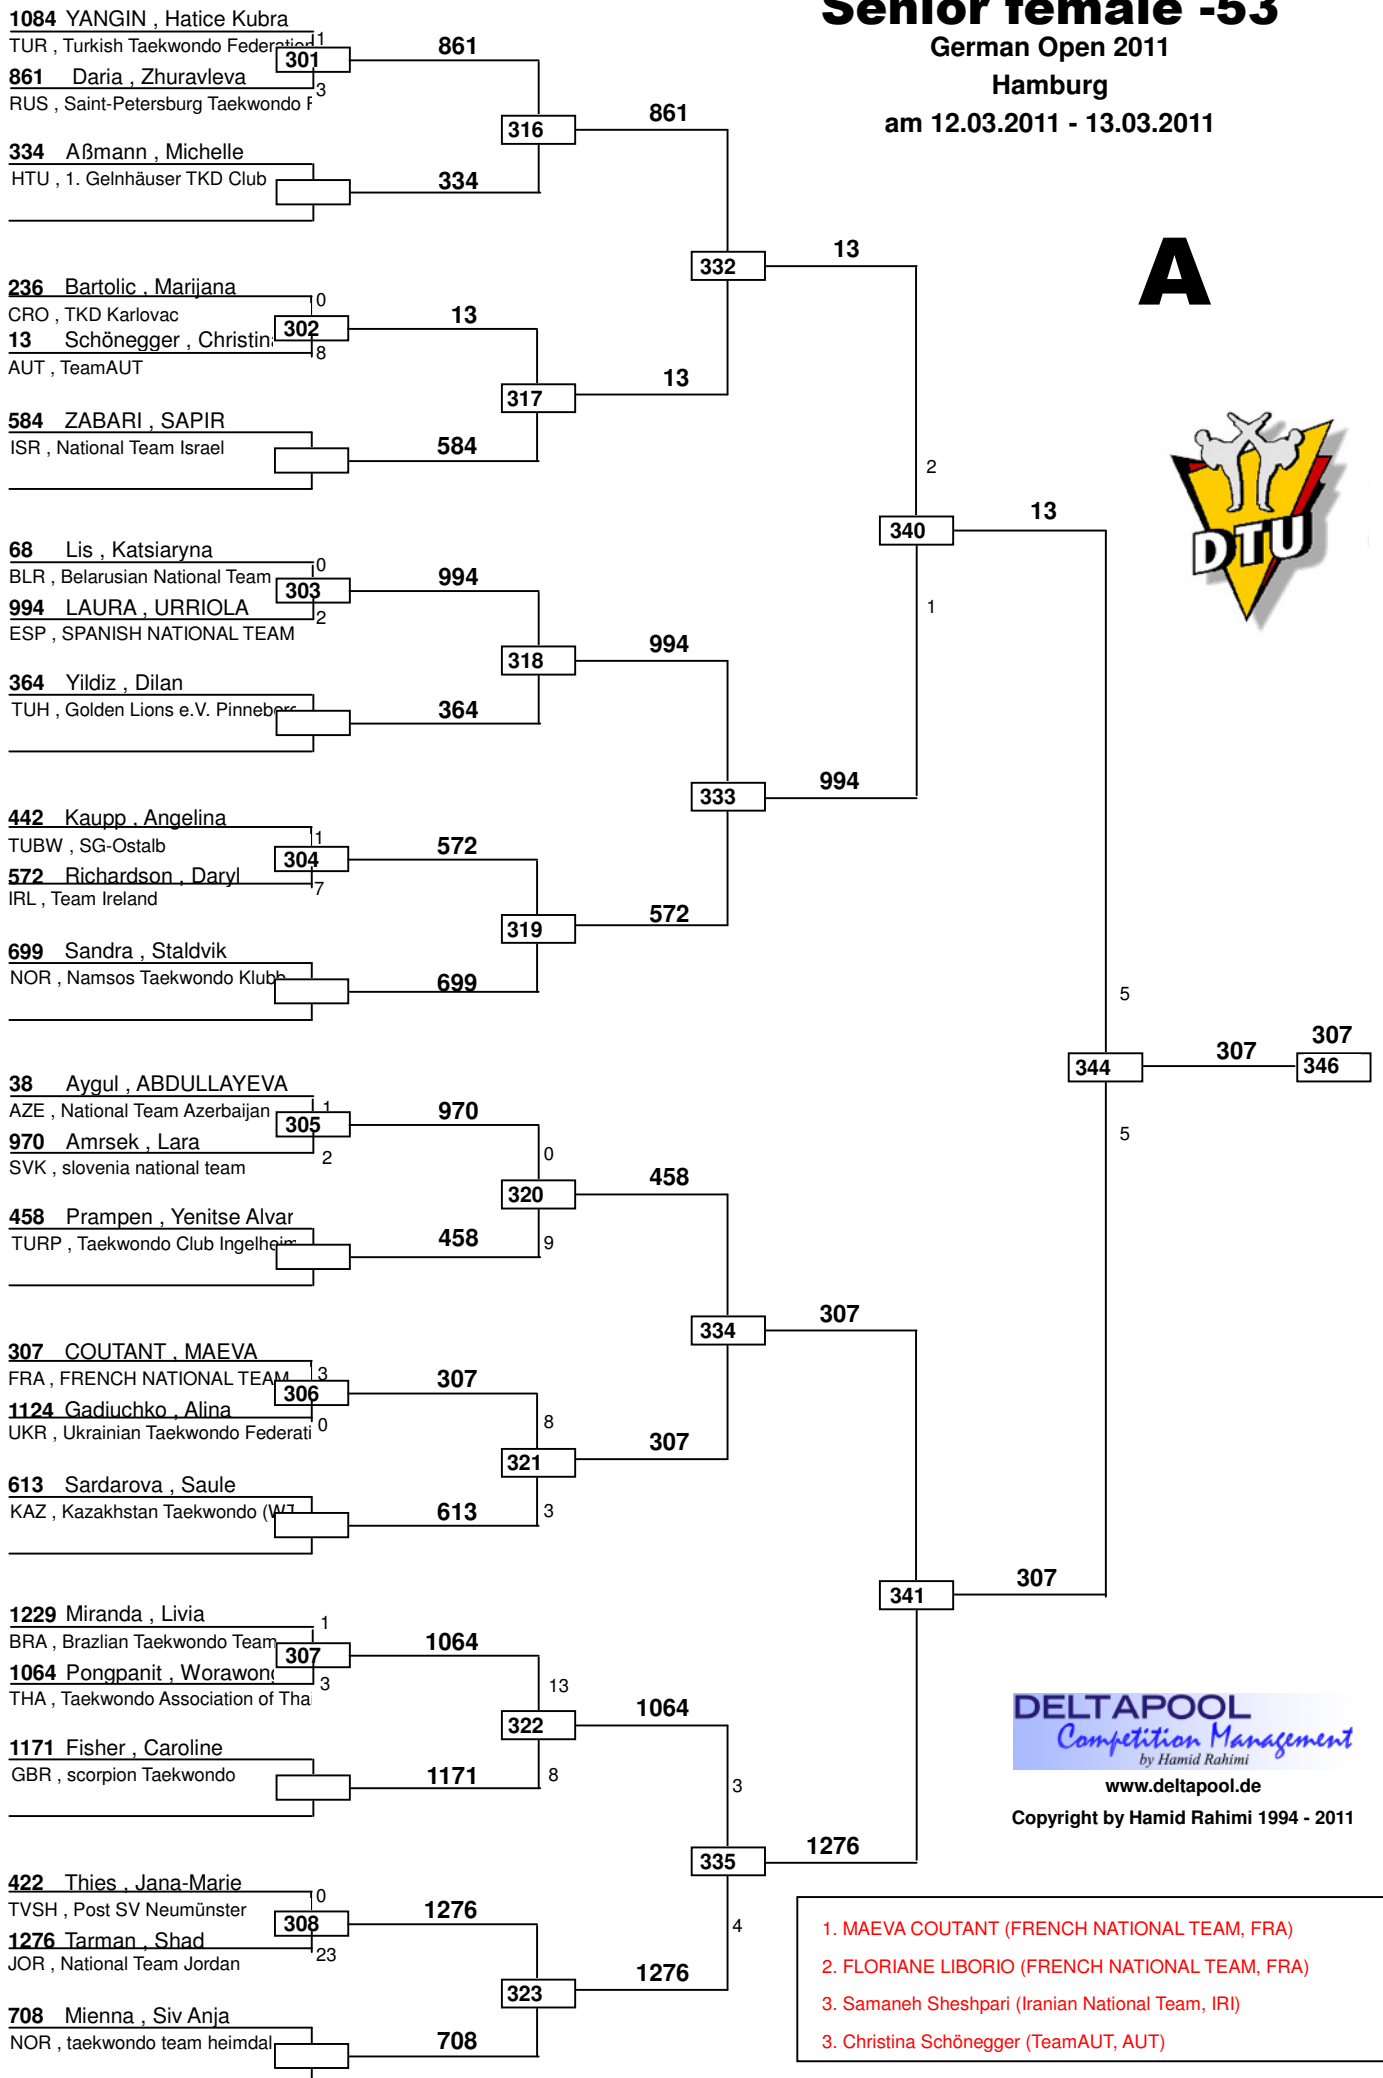 Senior female -53
German Open 2011
Hamburg
am 12.03.2011 - 13.03.2011
A
1084 YANGIN , Hatice Kubra
TUR , Turkish Taekwondo Federation
1
301
861
861 Daria , Zhuravleva
3
RUS , Saint-Petersburg Taekwondo F
316
861
334 Aßmann , Michelle
HTU , 1. Gelnhäuser TKD Club
334
332
13
236 Bartolic , Marijana
0
CRO , TKD Karlovac
302
13
13 Schönegger , Christina
8
AUT , TeamAUT
317
13
584 ZABARI , SAPIR
ISR , National Team Israel
584
2
340
13
DTU
1
68 Lis , Katsiaryna
0
BLR , Belarusian National Team
303
994
994 LAURA , URRIOLA
2
ESP , SPANISH NATIONAL TEAM
318
994
364 Yildiz , Dilan
TUH , Golden Lions e.V. Pinneberg
364
333
994
442 Kaupp , Angelina
1
TUBW , SG-Ostalb
304
572
572 Richardson , Daryl
7
IRL , Team Ireland
319
572
699 Sandra , Staldvik
NOR , Namsos Taekwondo Klubb
699
5
344
307
307
346
5
38 Aygul , ABDULLAYEVA
1
AZE , National Team Azerbaijan
305
970
970 Amrsek , Lara
2
SVK , slovenia national team
0
320
458
9
458 Prampen , Yenitse Alvar
TURP , Taekwondo Club Ingelheim
458
334
307
307 COUTANT , MAEVA
3
FRA , FRENCH NATIONAL TEAM
306
307
1124 Gadiuchko , Alina
0
UKR , Ukrainian Taekwondo Federati
8
321
307
3
613 Sardarova , Saule
KAZ , Kazakhstan Taekwondo (WT
613
341
307
1229 Miranda , Livia
1
BRA , Brazlian Taekwondo Team
307
1064
1064 Pongpanit , Worawong
3
THA , Taekwondo Association of Thai
13
322
1064
8
1171 Fisher , Caroline
GBR , scorpion Taekwondo
1171
3
335
1276
4
422 Thies , Jana-Marie
0
TVSH , Post SV Neumünster
308
1276
1276 Tarman , Shad
23
JOR , National Team Jordan
323
1276
708 Mienna , Siv Anja
NOR , taekwondo team heimdal
708
DELTAPOOL
Competition Management
by Hamid Rahimi
www.deltapool.de
Copyright by Hamid Rahimi 1994 - 2011
1. MAEVA COUTANT (FRENCH NATIONAL TEAM, FRA)
2. FLORIANE LIBORIO (FRENCH NATIONAL TEAM, FRA)
3. Samaneh Sheshpari (Iranian National Team, IRI)
3. Christina Schönegger (TeamAUT, AUT)